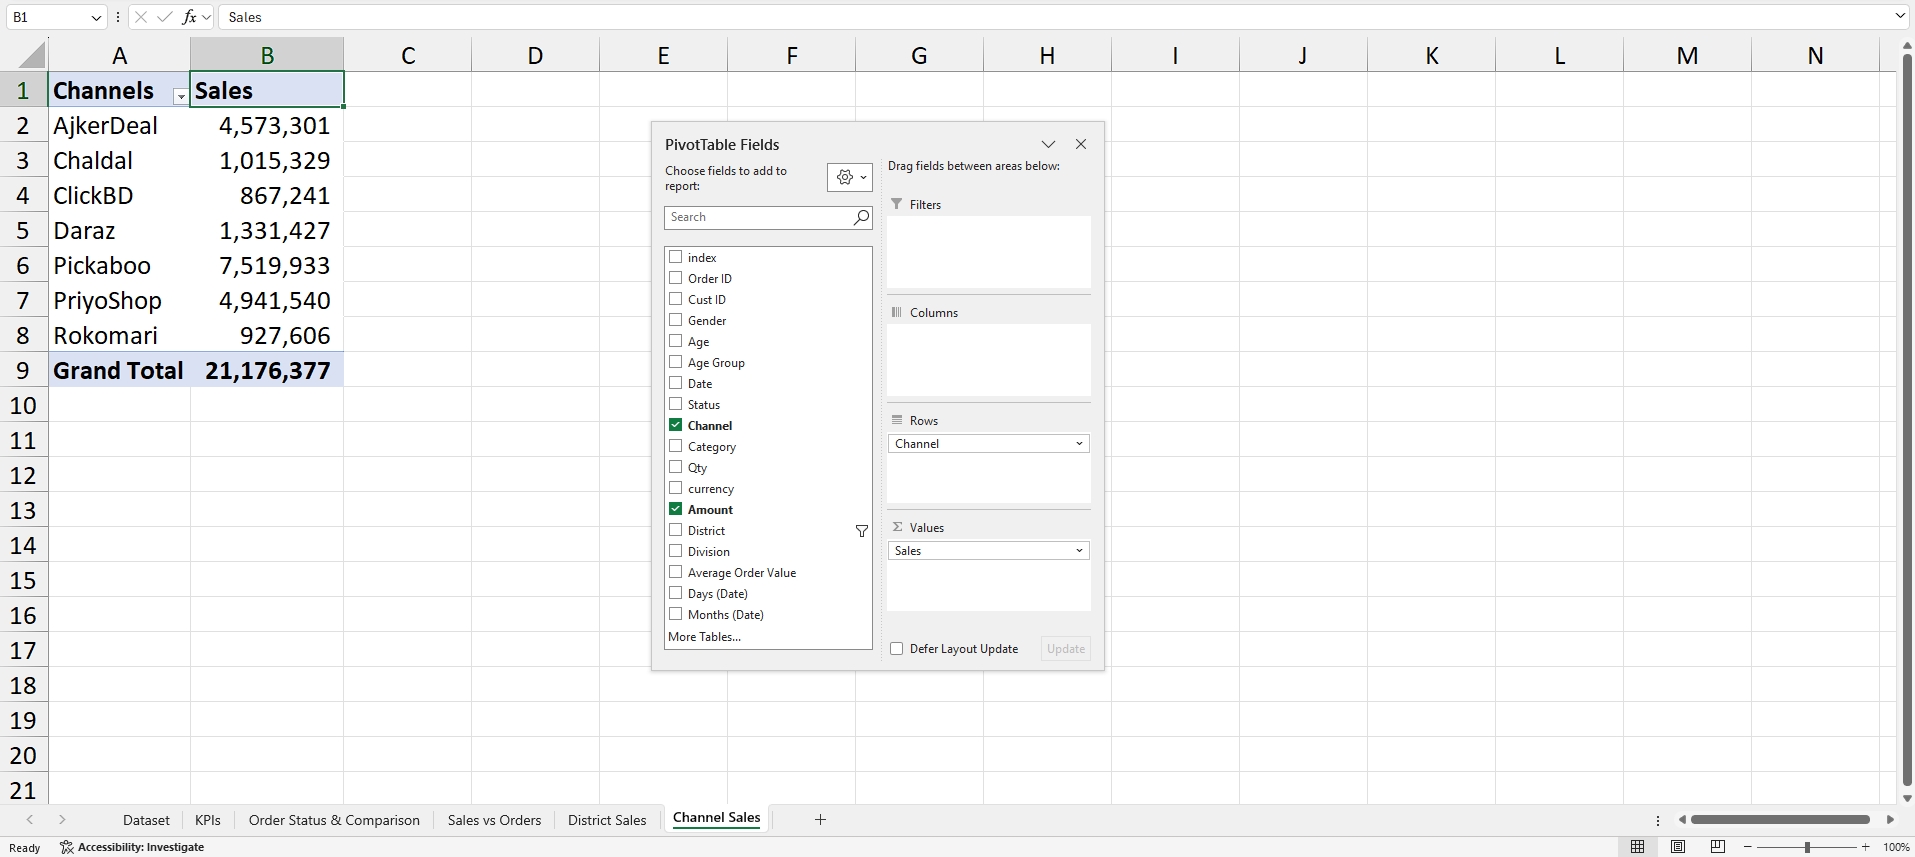 B1
fx
Sales
A B C D E F G H I J K L M N
1 Channels Sales
2 AjkerDeal 4,573,301
3 Chaldal 1,015,329
4 ClickBD 867,241
5 Daraz 1,331,427
6 Pickaboo 7,519,933
7 PriyoShop 4,941,540
8 Rokomari 927,606
9 Grand Total 21,176,377
10
11
12
13
14
15
16
17
18
19
20
21
PivotTable Fields
Choose fields to add to
report:
Search
index
Order ID
Cust ID
Gender
Age
Age Group
Date
Status
Channel
Category
Qty
currency
Amount
District
Division
Average Order Value
Days (Date)
Months (Date)
More Tables...
Drag fields between areas below:
Filters
Columns
Rows
Channel
Σ Values
Sales
Defer Layout Update
Update
Dataset KPIs Order Status & Comparison Sales vs Orders District Sales Channel Sales +
Ready Accessibility: Investigate
− + 100%